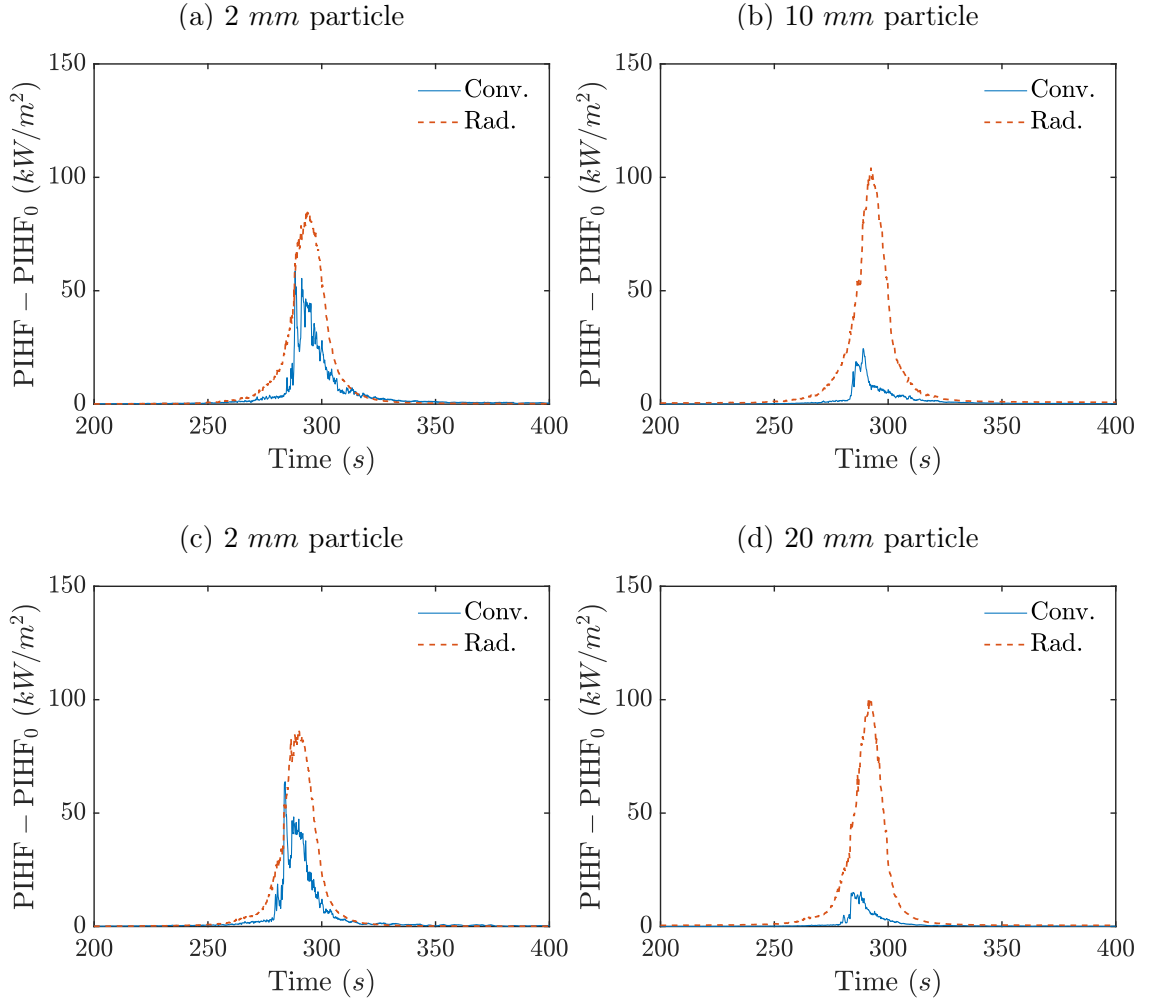 (a) 2 mm particle
150
100
50
0
200 250 300 350 400
PIHF − PIHF₀ (kW/m²)
Time (s)
Conv.
Rad.
(b) 10 mm particle
150
100
50
0
200 250 300 350 400
PIHF − PIHF₀ (kW/m²)
Time (s)
Conv.
Rad.
(c) 2 mm particle
150
100
50
0
200 250 300 350 400
PIHF − PIHF₀ (kW/m²)
Time (s)
Conv.
Rad.
(d) 20 mm particle
150
100
50
0
200 250 300 350 400
PIHF − PIHF₀ (kW/m²)
Time (s)
Conv.
Rad.